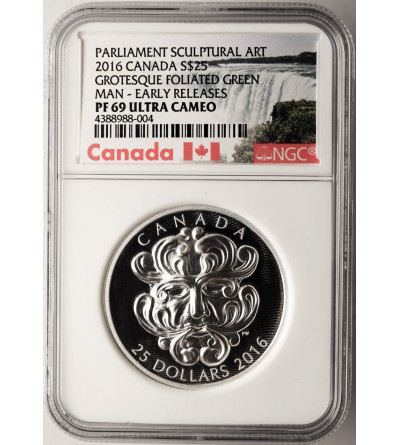 PARLIAMENT SCULPTURAL ART
2016 CANADA S$25
GROTESQUE FOLIATED GREEN
MAN - EARLY RELEASES
PF 69 ULTRA CAMEO
4388988-004
Canada
NGC®
CANADA
25 DOLLARS 2016